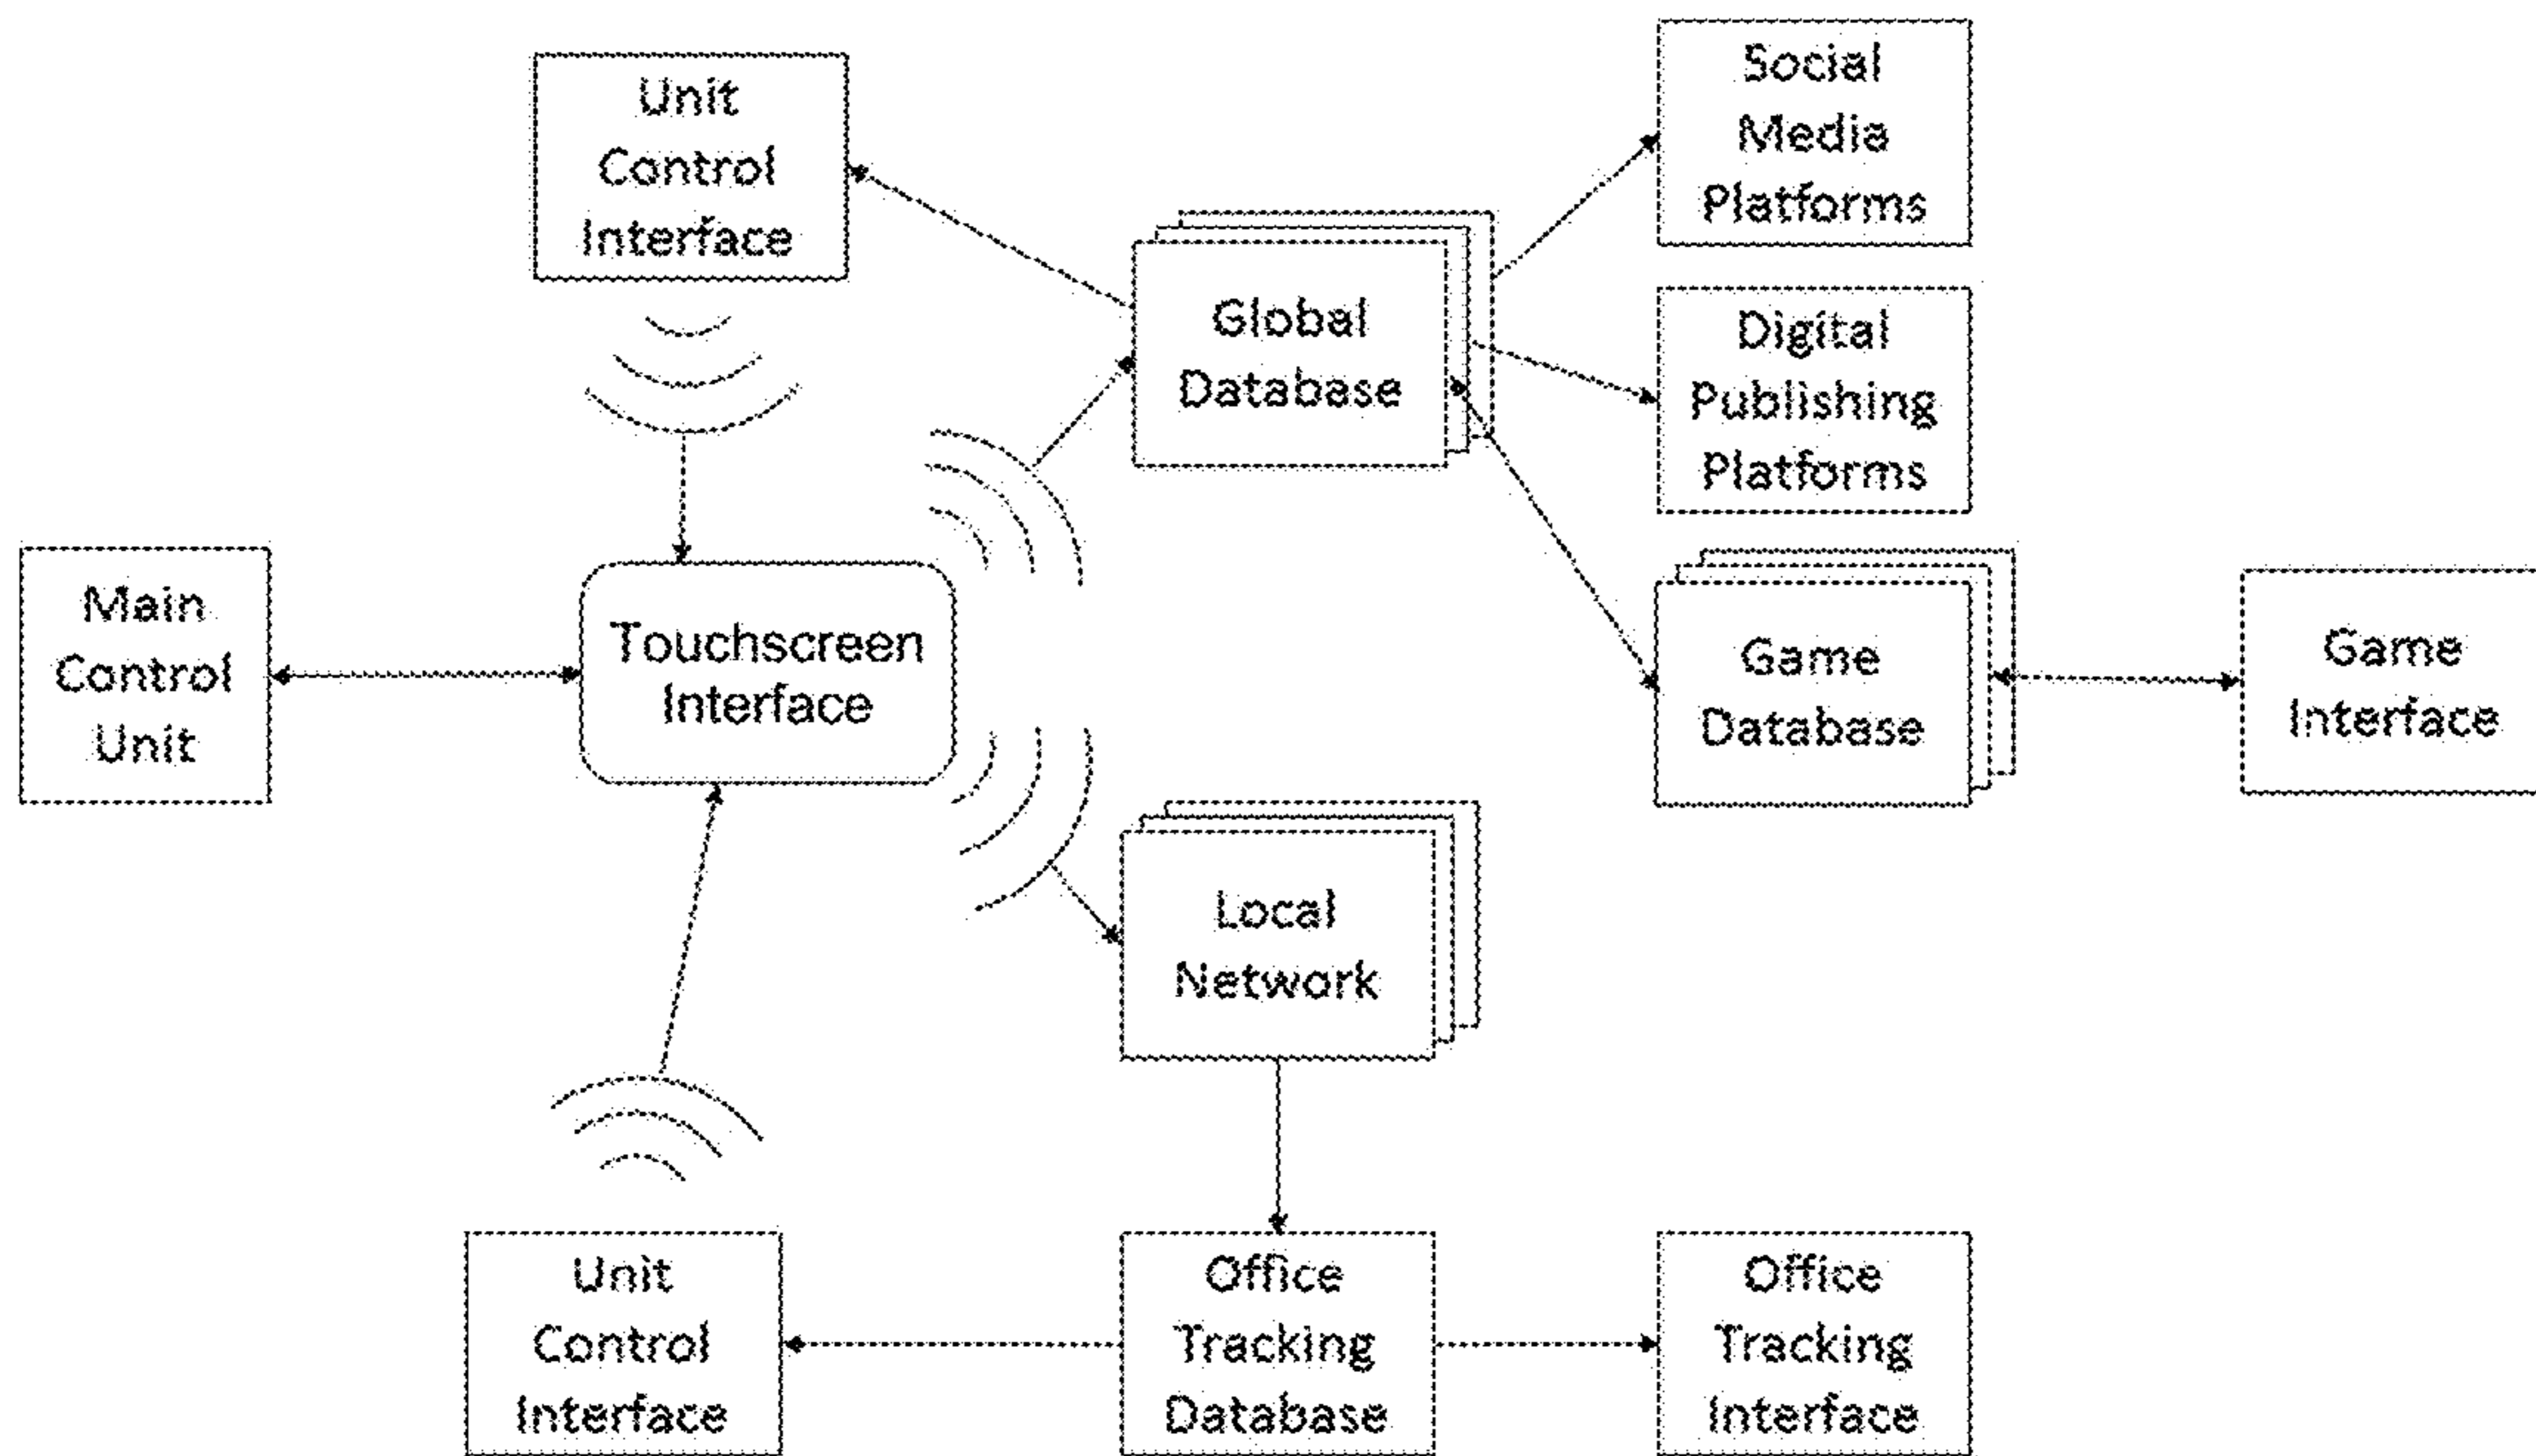 Unit
Control
Interface
Social
Media
Platforms
Global
Database
Digital
Publishing
Platforms
Main
Control
Unit
Touchscreen
Interface
Game
Database
Game
Interface
Local
Network
Unit
Control
Interface
Office
Tracking
Database
Office
Tracking
Interface